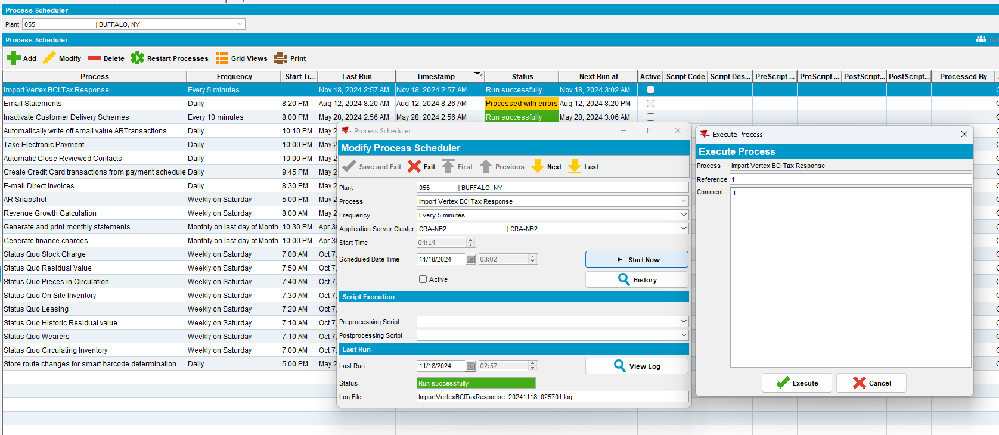 Process Scheduler
Plant 055 | BUFFALO, NY
Process Scheduler
Add Modify Delete Restart Processes Grid Views Print
Process Frequency Start Ti... Last Run Timestamp 1 Status Next Run at Active Script Code Script Des... PreScript ... PreScript ... PostScript... PostScript... Processed By
Import Vertex BCI Tax Response Every 5 minutes Nov 18, 2024 2:57 AM Nov 18, 2024 2:57 AM Run successfully Nov 18, 2024 3:02 AM
Email Statements Daily 8:20 PM Aug 12, 2024 8:20 AM Aug 12, 2024 8:26 AM Processed with errors Aug 12, 2024 8:20 PM
Inactivate Customer Delivery Schemes Every 10 minutes 8:00 PM May 28, 2024 2:56 AM May 28, 2024 2:56 AM Run successfully May 28, 2024 3:06 AM
Automatically write off small value ARTransactions Daily 10:10 PM May 2
Take Electronic Payment Daily 10:00 PM May 2
Automatic Close Reviewed Contacts Daily 10:00 PM May 2
Create Credit Card transactions from payment schedule Daily 9:45 PM May 2
E-mail Direct Invoices Daily 8:30 PM May 2
AR Snapshot Weekly on Saturday 5:00 PM May 2
Revenue Growth Calculation Weekly on Saturday 8:00 AM May 2
Generate and print monthly statements Monthly on last day of Month 10:30 PM Apr 30
Generate finance charges Monthly on last day of Month 10:00 PM Apr 30
Status Quo Stock Charge Weekly on Saturday 7:00 AM Oct 7,
Status Quo Residual Value Weekly on Saturday 7:50 AM Oct 7,
Status Quo Pieces in Circulation Weekly on Saturday 7:40 AM Oct 7,
Status Quo On Site Inventory Weekly on Saturday 7:30 AM Oct 7,
Status Quo Leasing Weekly on Saturday 7:20 AM Oct 7,
Status Quo Historic Residual value Weekly on Saturday 7:10 AM Oct 7,
Status Quo Wearers Weekly on Saturday 7:10 AM Oct 7,
Status Quo Circulating Inventory Weekly on Saturday 7:00 AM Oct 7,
Store route changes for smart barcode determination Daily 5:00 PM May 2
Process Scheduler
Modify Process Scheduler
Save and Exit Exit First Previous Next Last
Plant 055 | BUFFALO, NY
Process Import Vertex BCI Tax Response
Frequency Every 5 minutes
Application Server Cluster CRA-NB2 | CRA-NB2
Start Time 04:14
Scheduled Date Time 11/18/2024 03:02 Start Now
Active History
Script Execution
Preprocessing Script
Postprocessing Script
Last Run
Last Run 11/18/2024 02:57 View Log
Status Run successfully
Log File ImportVertexBCITaxResponse_20241118_025701.log
Execute Process
Execute Process
Process Import Vertex BCI Tax Response
Reference 1
Comment 1
Execute Cancel